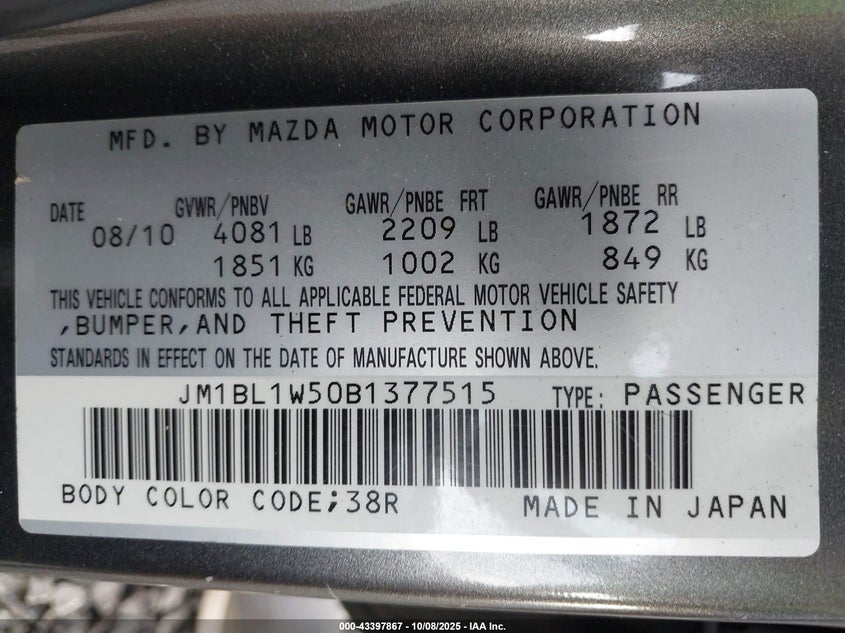 MFD. BY MAZDA MOTOR CORPORATION
DATE GVWR/PNBV GAWR/PNBE FRT GAWR/PNBE RR
08/10 4081 LB 2209 LB 1872 LB
1851 KG 1002 KG 849 KG
THIS VEHICLE CONFORMS TO ALL APPLICABLE FEDERAL MOTOR VEHICLE SAFETY
,BUMPER,AND THEFT PREVENTION
STANDARDS IN EFFECT ON THE DATE OF MANUFACTURE SHOWN ABOVE.
JM1BL1W50B1377515 TYPE: PASSENGER
BODY COLOR CODE;38R MADE IN JAPAN
000-43397867 - 10/08/2025 - IAA Inc.